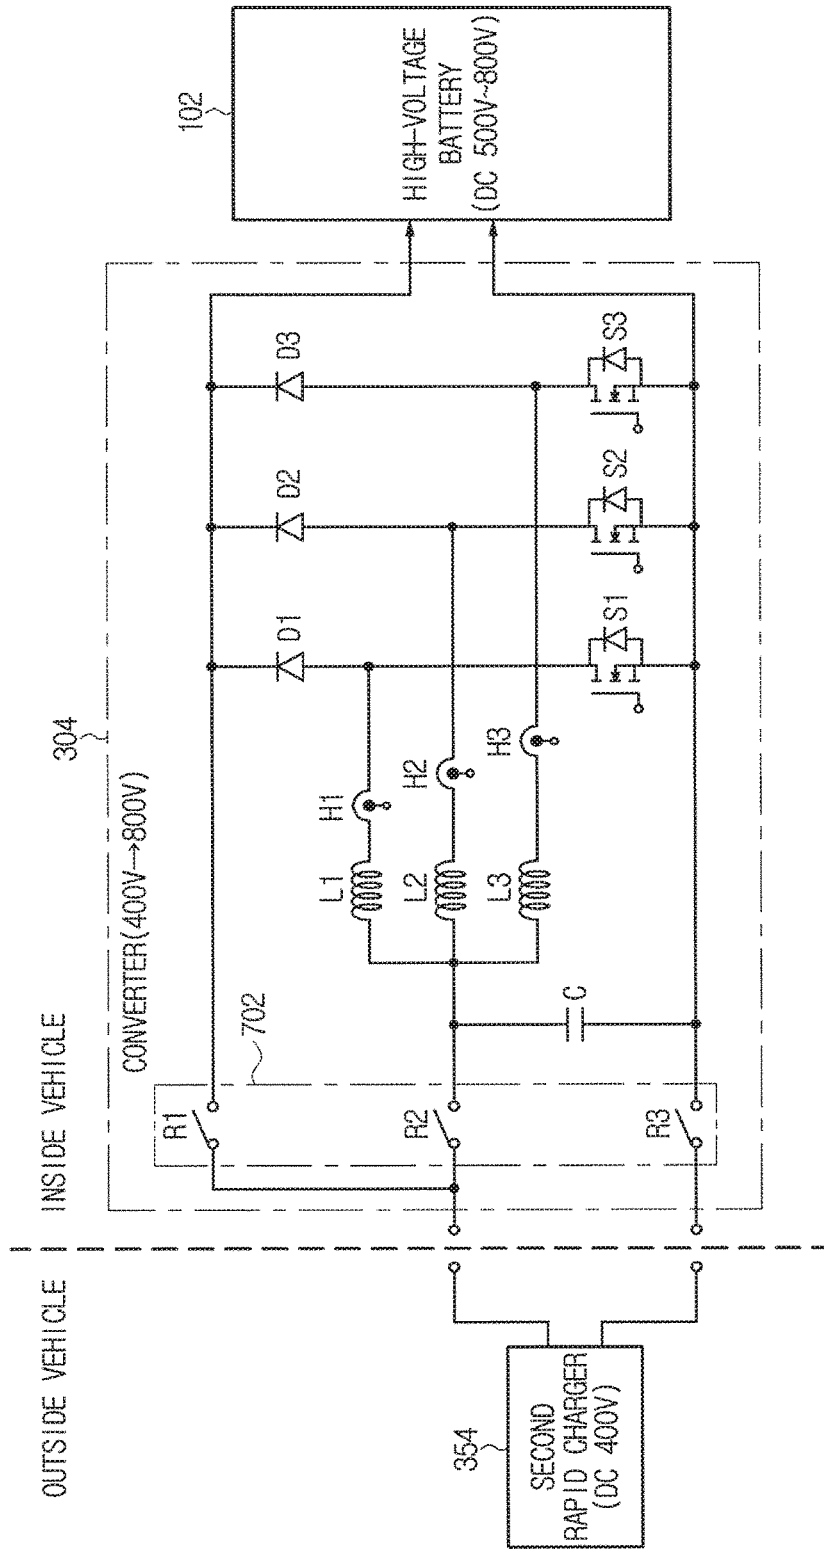 OUTSIDE VEHICLE
INSIDE VEHICLE
CONVERTER(400V→800V)
304
702
102
354
SECOND
RAPID CHARGER
(DC 400V)
HIGH-VOLTAGE
BATTERY
(DC 500V~800V)
R1
R2
R3
C
L1
L2
L3
H1
H2
H3
D1
D2
D3
S1
S2
S3